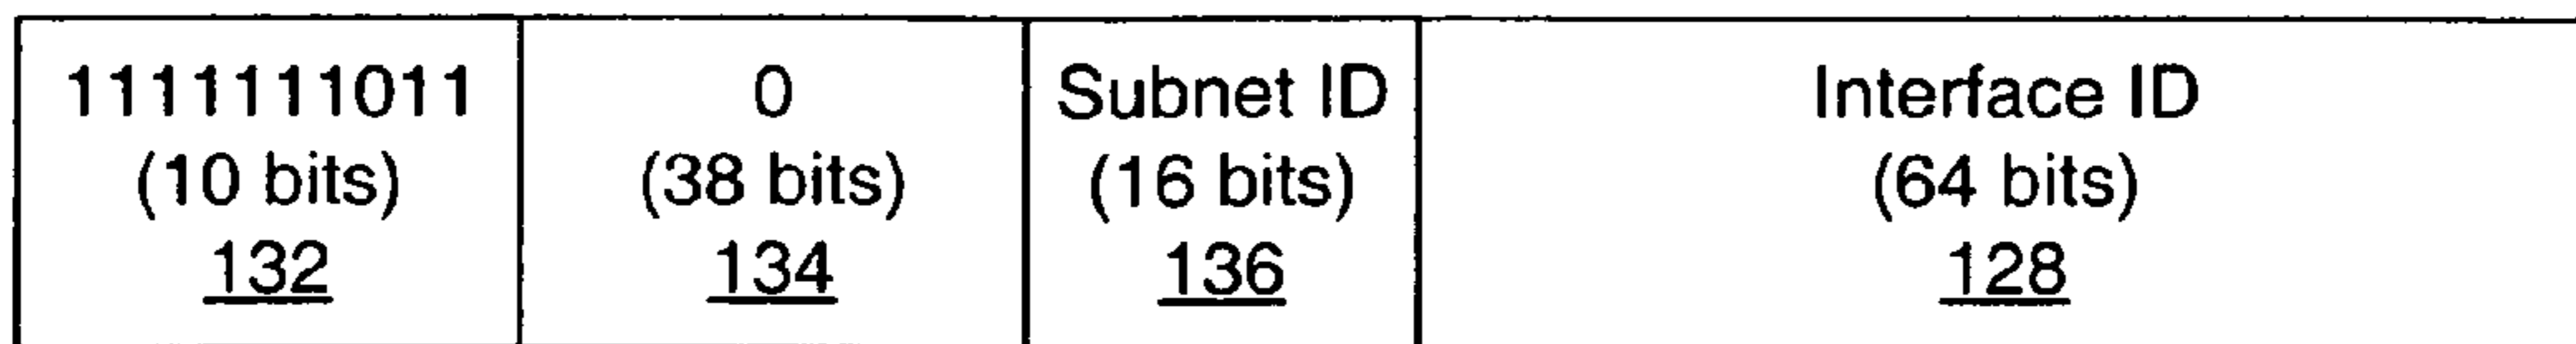 1111111011
(10 bits)
132
0
(38 bits)
134
Subnet ID
(16 bits)
136
Interface ID
(64 bits)
128